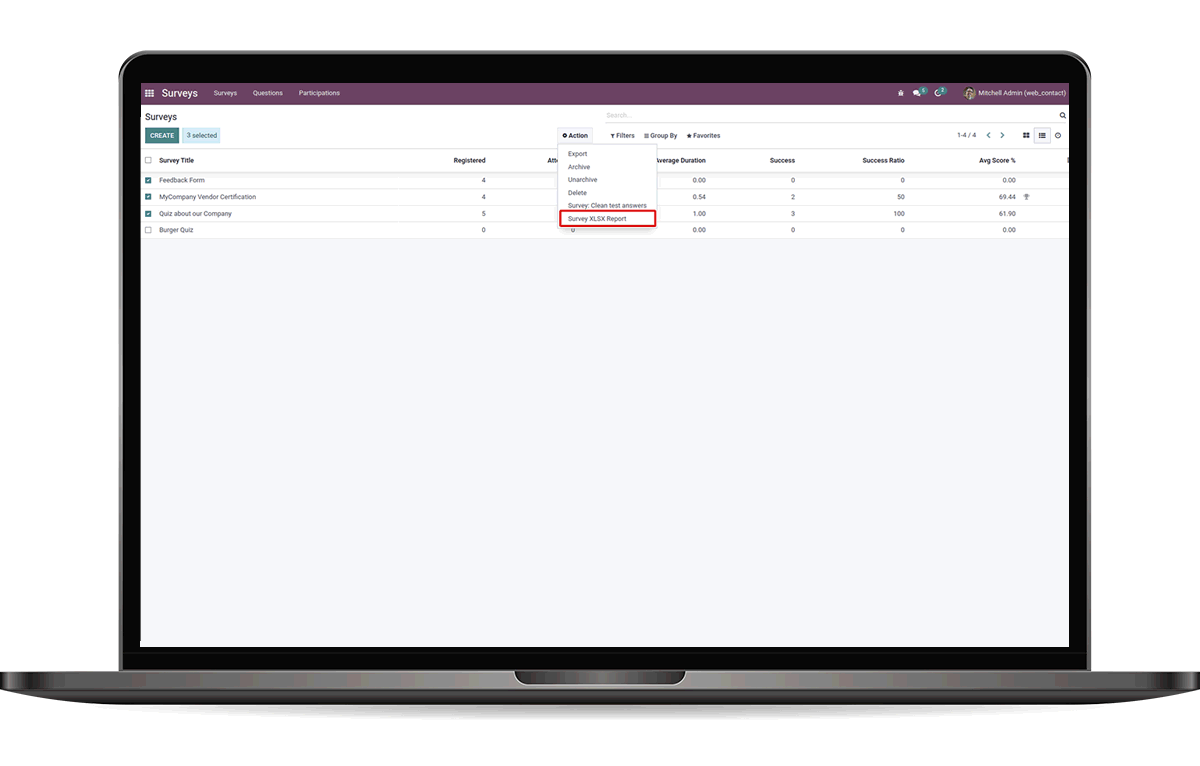 Surveys Surveys Questions Participations 5 2 Mitchell Admin (web_contact)
Surveys Search...
CREATE 3 selected Action Filters Group By Favorites 1-4 / 4
Survey Title Registered Average Duration Success Success Ratio Avg Score %
Export
Archive
Unarchive
Delete
Survey: Clean test answers
Survey XLSX Report
Feedback Form 4 0.00 0 0 0.00
MyCompany Vendor Certification 4 0.54 2 50 69.44
Quiz about our Company 5 1.00 3 100 61.90
Burger Quiz 0 0 0.00 0 0 0.00